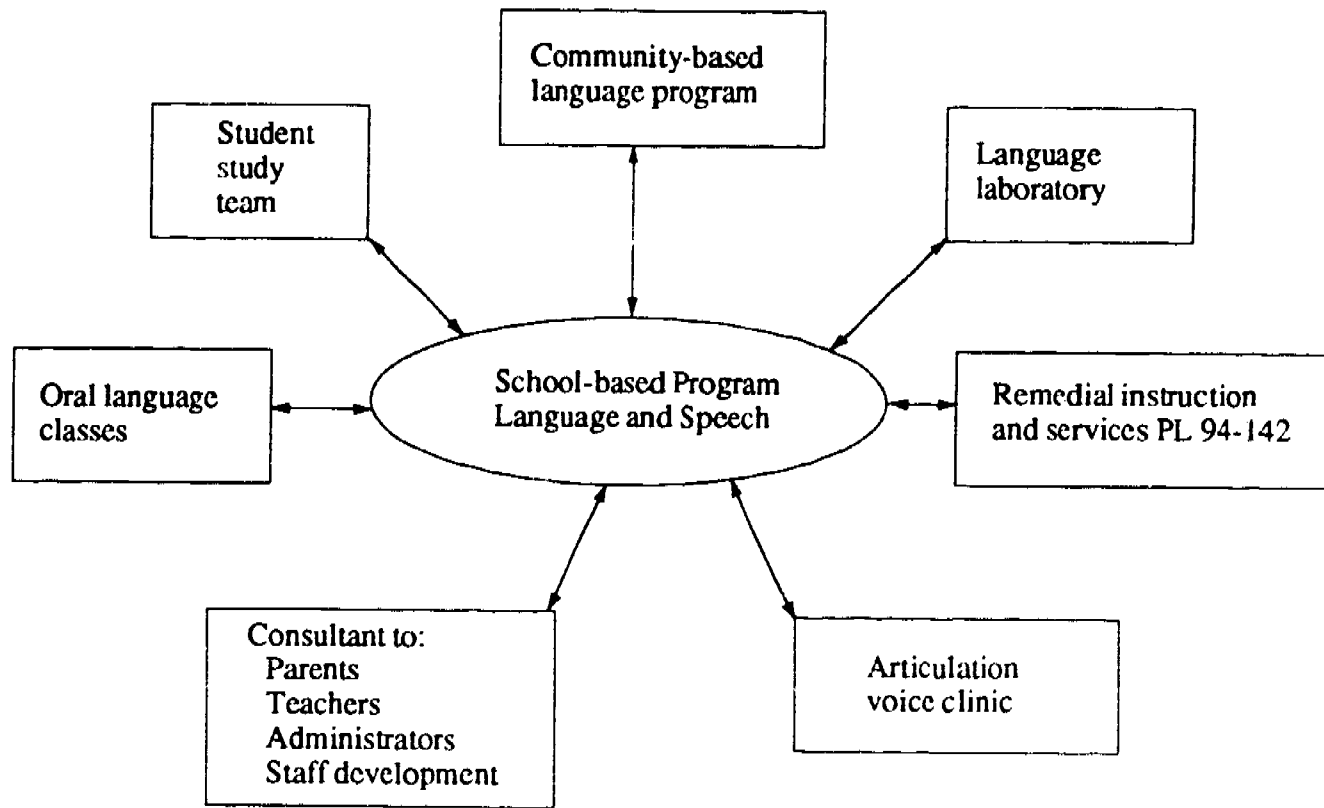 Community-based
language program
Student
study
team
Language
laboratory
School-based Program
Language and Speech
Oral language
classes
Remedial instruction
and services PL 94-142
Consultant to:
Parents
Teachers
Administrators
Staff development
Articulation
voice clinic